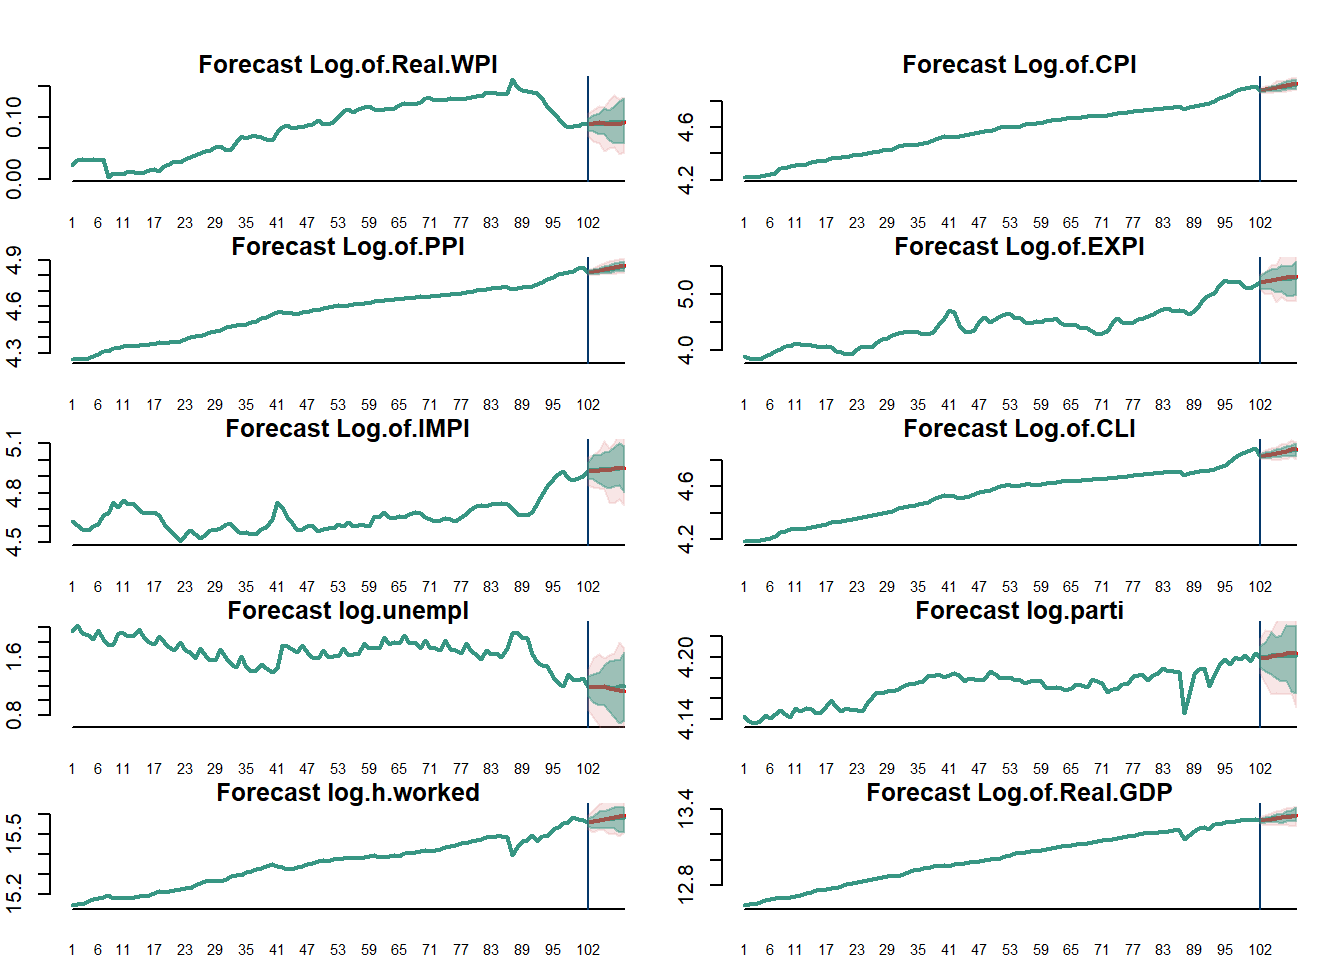 Forecast Log.of.Real.WPI
0.00 0.10
1 6 11 17 23 29 35 41 47 53 59 65 71 77 83 89 95 102
Forecast Log.of.CPI
4.2 4.6
1 6 11 17 23 29 35 41 47 53 59 65 71 77 83 89 95 102
Forecast Log.of.PPI
4.3 4.6 4.9
1 6 11 17 23 29 35 41 47 53 59 65 71 77 83 89 95 102
Forecast Log.of.EXPI
4.0 5.0
1 6 11 17 23 29 35 41 47 53 59 65 71 77 83 89 95 102
Forecast Log.of.IMPI
4.5 4.8 5.1
1 6 11 17 23 29 35 41 47 53 59 65 71 77 83 89 95 102
Forecast Log.of.CLI
4.2 4.6
1 6 11 17 23 29 35 41 47 53 59 65 71 77 83 89 95 102
Forecast log.unempl
0.8 1.6
1 6 11 17 23 29 35 41 47 53 59 65 71 77 83 89 95 102
Forecast log.parti
4.14 4.20
1 6 11 17 23 29 35 41 47 53 59 65 71 77 83 89 95 102
Forecast log.h.worked
15.2 15.5
1 6 11 17 23 29 35 41 47 53 59 65 71 77 83 89 95 102
Forecast Log.of.Real.GDP
12.8 13.4
1 6 11 17 23 29 35 41 47 53 59 65 71 77 83 89 95 102